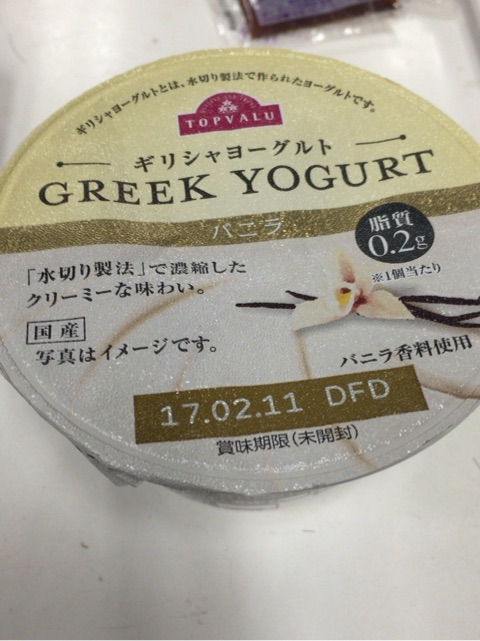 ギリシャヨーグルトとは、水切り製法で作られたヨーグルトです。
TOPVALU
ギリシャヨーグルト
GREEK YOGURT
バニラ
脂質
0.2g
※1個当たり
「水切り製法」で濃縮した
クリーミーな味わい。
国産
写真はイメージです。
バニラ香料使用
17.02.11 DFD
賞味期限(未開封)